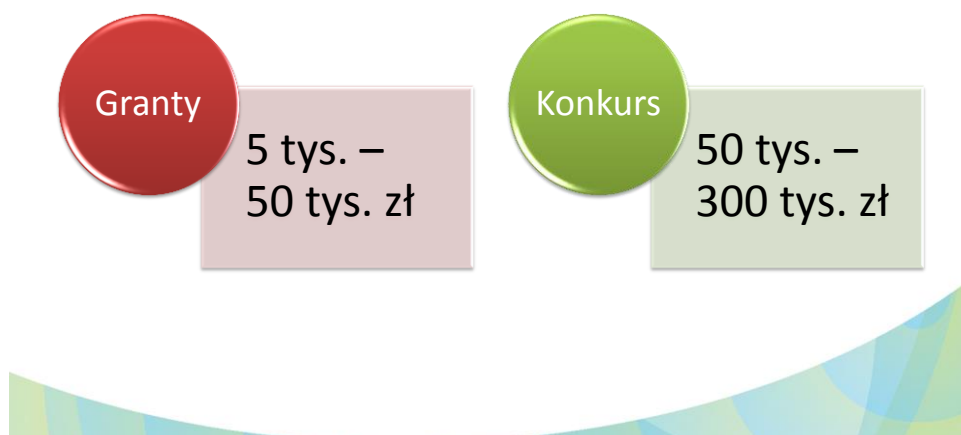 Granty
5 tys. –
50 tys. zł
Konkurs
50 tys. –
300 tys. zł